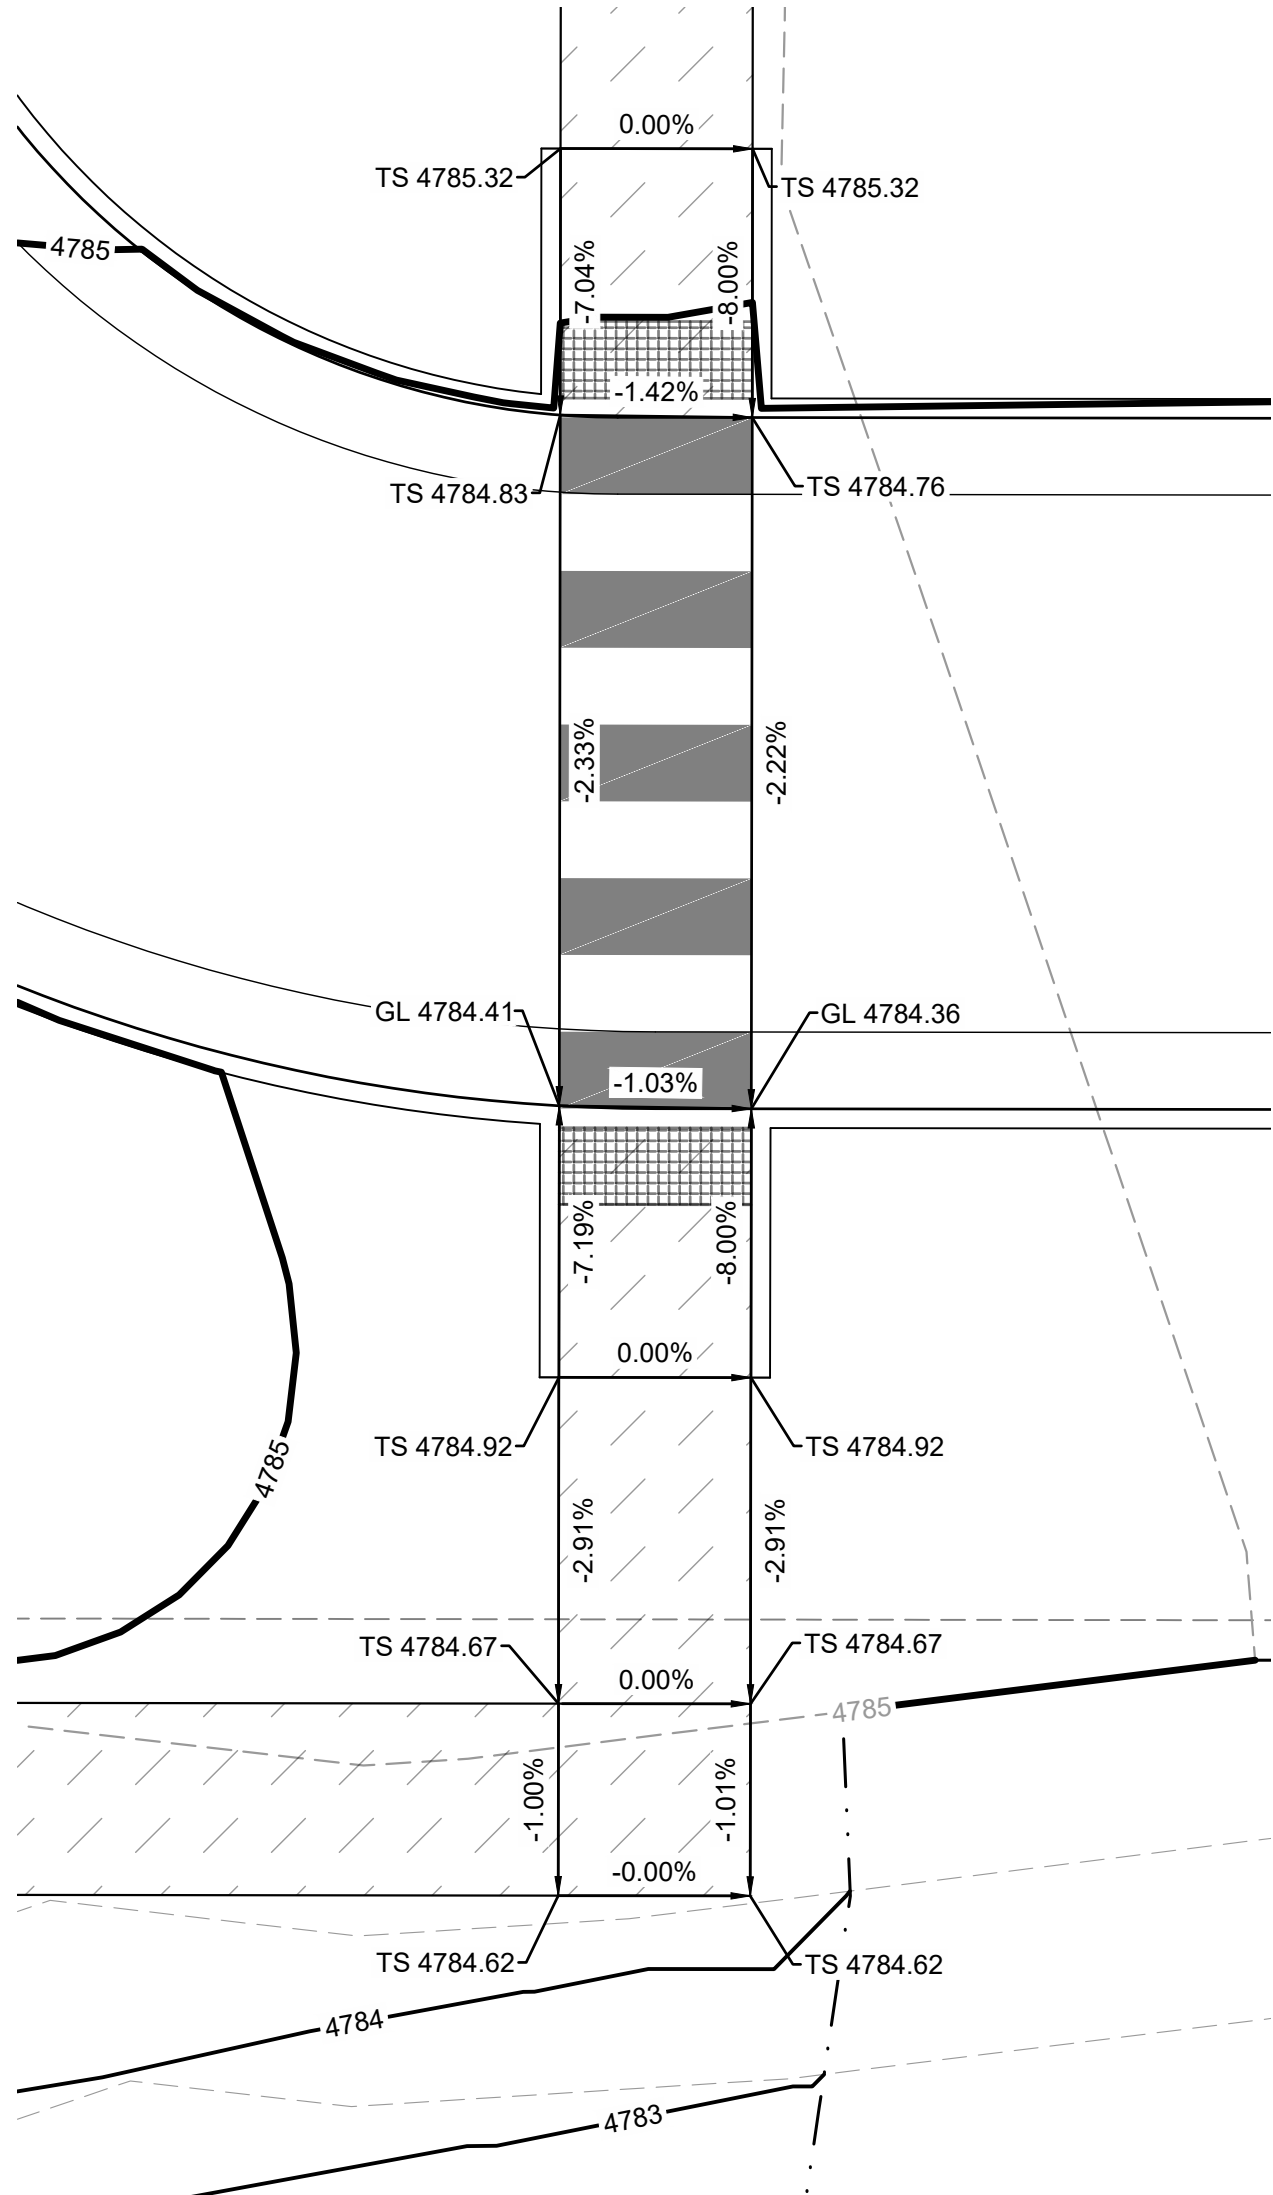 0.00%
TS 4785.32
TS 4785.32
4785
-7.04%
-8.00%
-1.42%
TS 4784.83
TS 4784.76
-2.33%
-2.22%
GL 4784.41
GL 4784.36
-1.03%
-7.19%
-8.00%
0.00%
TS 4784.92
TS 4784.92
4785
-2.91%
-2.91%
TS 4784.67
TS 4784.67
0.00%
4785
-1.00%
-1.01%
-0.00%
TS 4784.62
TS 4784.62
4784
4783